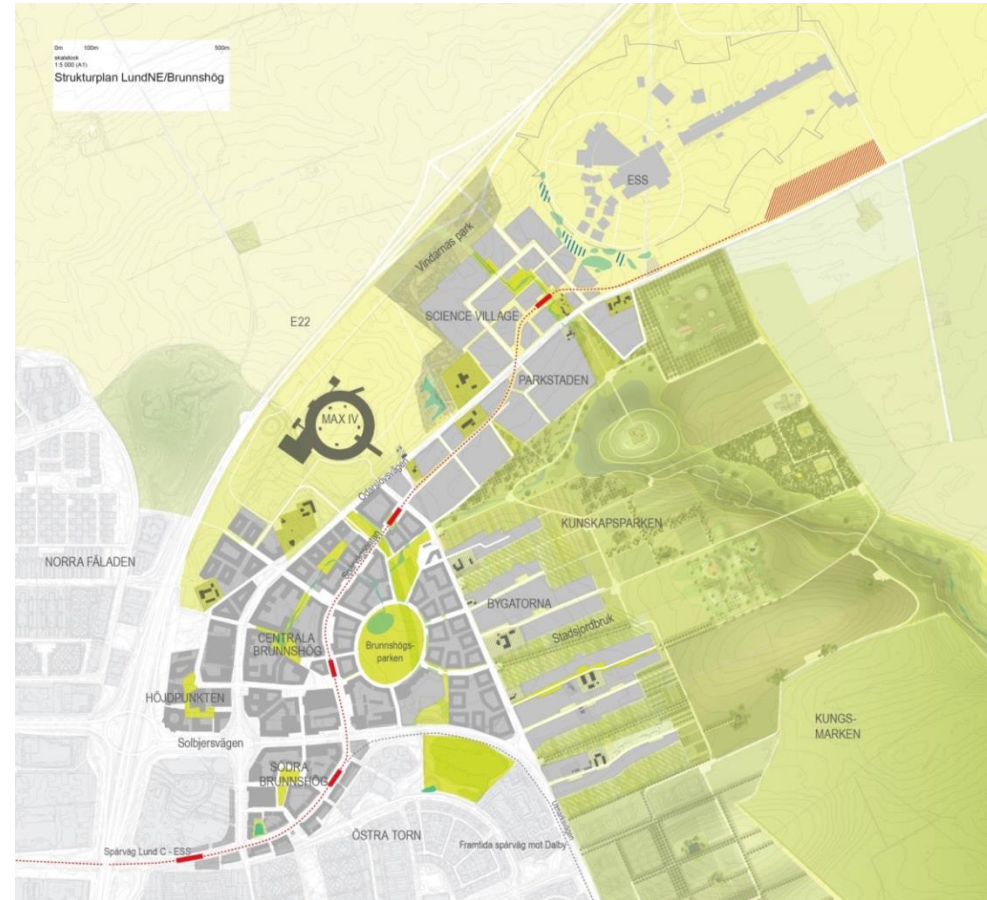 0m 100m 500m
skalstock
1:5 000 (A1)
Strukturplan LundNE/Brunnshög
ESS
Vindarnas park
SCIENCE VILLAGE
E22
PARKSTADEN
MAX IV
Odarslövsvägen
KUNSKAPSPARKEN
NORRA FÄLADEN
BYGATORNA
Stadsjordbruk
CENTRALA
BRUNNSHÖG
Brunnshögs-
parken
HÖJDPUNKTEN
KUNGS-
MARKEN
Solbjersvägen
SÖDRA
BRUNNSHÖG
ÖSTRA TORN
Framtida spårväg mot Dalby
Spårväg Lund C - ESS